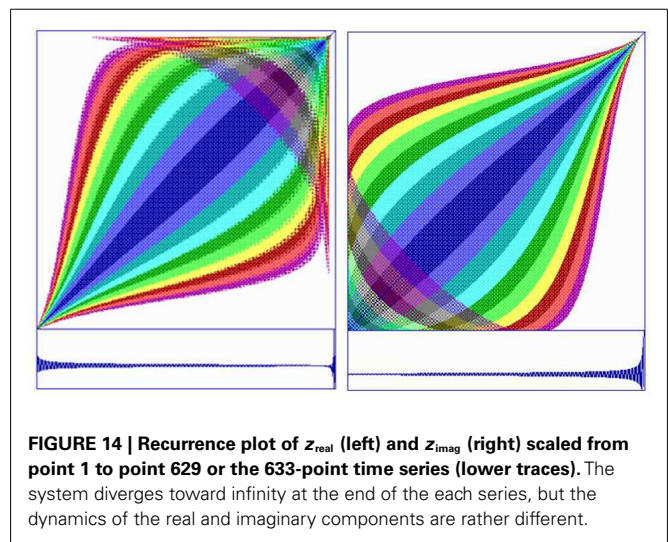 FIGURE 14 | Recurrence plot of zreal (left) and zimag (right) scaled from
point 1 to point 629 or the 633-point time series (lower traces). The
system diverges toward infinity at the end of the each series, but the
dynamics of the real and imaginary components are rather different.